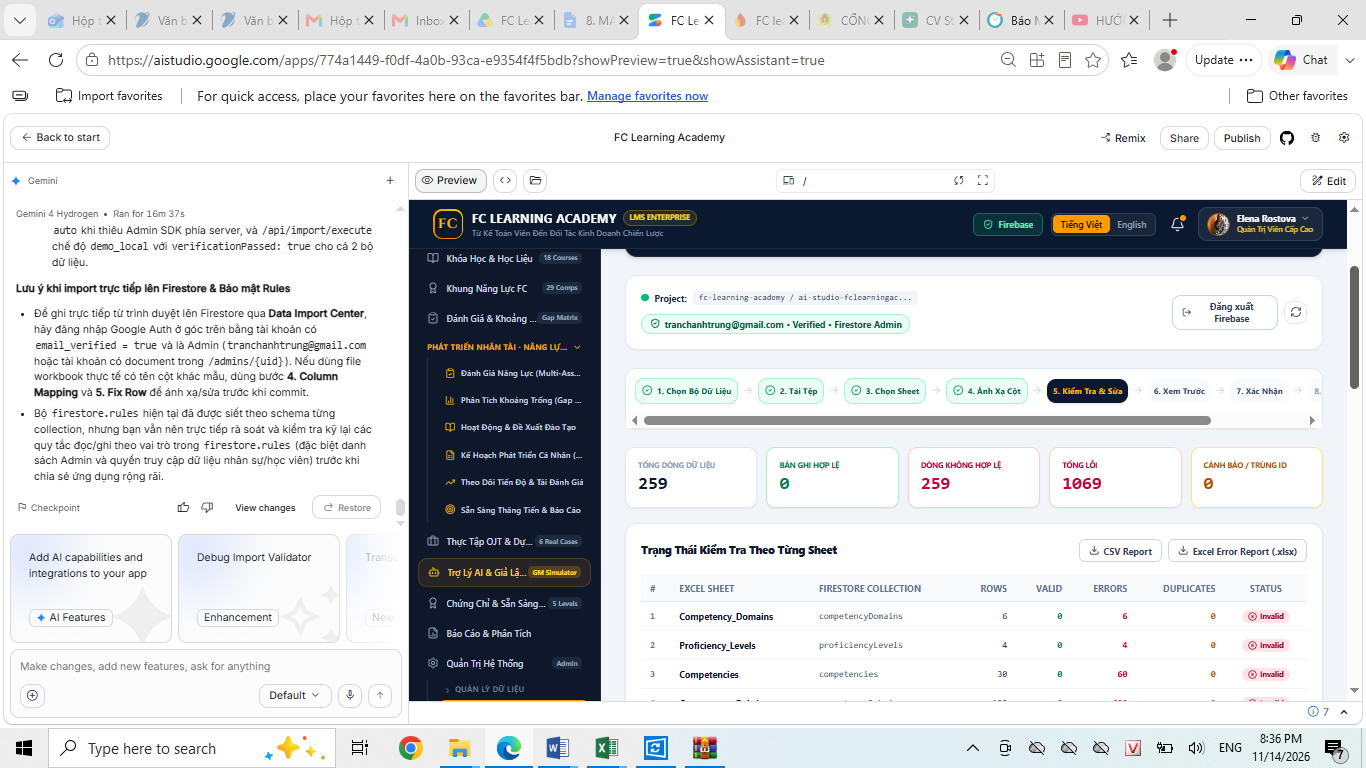 Hộp t
Văn b
Văn b
Hộp t
Inbox
FC Le
8. MA
FC Le
FC lea
CỔNG
CV St
Báo M
HƯỚ
https://aistudio.google.com/apps/774a1449-f0df-4a0b-93ca-e9354f4f5bdb?showPreview=true&showAssistant=true
Update
Chat
Import favorites
For quick access, place your favorites here on the favorites bar. Manage favorites now
Other favorites
Back to start
FC Learning Academy
Remix
Share
Publish
Gemini
Gemini 4 Hydrogen • Ran for 16m 37s
auto khi thiếu Admin SDK phía server, và /api/import/execute
chế độ demo_local với verificationPassed: true cho cả 2 bộ
dữ liệu.
Lưu ý khi import trực tiếp lên Firestore & Bảo mật Rules
• Để ghi trực tiếp từ trình duyệt lên Firestore qua Data Import Center,
hãy đăng nhập Google Auth ở góc trên bằng tài khoản có
email_verified = true và là Admin (tranchanhtrung@gmail.com
hoặc tài khoản có document trong /admins/{uid}). Nếu dùng file
workbook thực tế có tên cột khác mẫu, dùng bước 4. Column
Mapping và 5. Fix Row để ánh xạ/sửa trước khi commit.
• Bộ firestore.rules hiện tại đã được siết theo schema từng
collection, nhưng bạn vẫn nên trực tiếp rà soát và kiểm tra kỹ lại các
quy tắc đọc/ghi theo vai trò trong firestore.rules (đặc biệt danh
sách Admin và quyền truy cập dữ liệu nhân sự/học viên) trước khi
chia sẻ ứng dụng rộng rãi.
Checkpoint
View changes
Restore
Add AI capabilities and
integrations to your app
AI Features
Debug Import Validator
Enhancement
Make changes, add new features, ask for anything
Default
Preview
/
Edit
FC
FC LEARNING ACADEMY
LMS ENTERPRISE
Từ Kế Toán Viên Đến Đối Tác Kinh Doanh Chiến Lược
Firebase
Tiếng Việt
English
Elena Rostova
Quản Trị Viên Cấp Cao
Khóa Học & Học Liệu
18 Courses
Khung Năng Lực FC
29 Comps
Đánh Giá & Khoảng ...
Gap Matrix
PHÁT TRIỂN NHÂN TÀI - NĂNG LỰ...
Đánh Giá Năng Lực (Multi-Ass...
Phân Tích Khoảng Trống (Gap ...
Hoạt Động & Đề Xuất Đào Tạo
Kế Hoạch Phát Triển Cá Nhân (...
Theo Dõi Tiến Độ & Tái Đánh Giá
Sẵn Sàng Thăng Tiến & Báo Cáo
Thực Tập OJT & Dự...
6 Real Cases
Trợ Lý AI & Giả Lậ...
GM Simulator
Chứng Chỉ & Sẵn Sàng...
5 Levels
Báo Cáo & Phân Tích
Quản Trị Hệ Thống
Admin
QUẢN LÝ DỮ LIỆU
Project:
fc-learning-academy / ai-studio-fclearningac...
tranchanhtrung@gmail.com • Verified • Firestore Admin
Đăng xuất
Firebase
1. Chọn Bộ Dữ Liệu
2. Tải Tệp
3. Chọn Sheet
4. Ánh Xạ Cột
5. Kiểm Tra & Sửa
6. Xem Trước
7. Xác Nhận
8.
TỔNG DÒNG DỮ LIỆU
259
BẢN GHI HỢP LỆ
0
DÒNG KHÔNG HỢP LỆ
259
TỔNG LỖI
1069
CẢNH BÁO / TRÙNG ID
0
Trạng Thái Kiểm Tra Theo Từng Sheet
CSV Report
Excel Error Report (.xlsx)
# EXCEL SHEET FIRESTORE COLLECTION ROWS VALID ERRORS DUPLICATES STATUS
1 Competency_Domains competencyDomains 6 0 6 0 Invalid
2 Proficiency_Levels proficiencyLevels 4 0 4 0 Invalid
3 Competencies competencies 30 0 60 0 Invalid
7
Type here to search
ENG
8:36 PM
11/14/2026
7